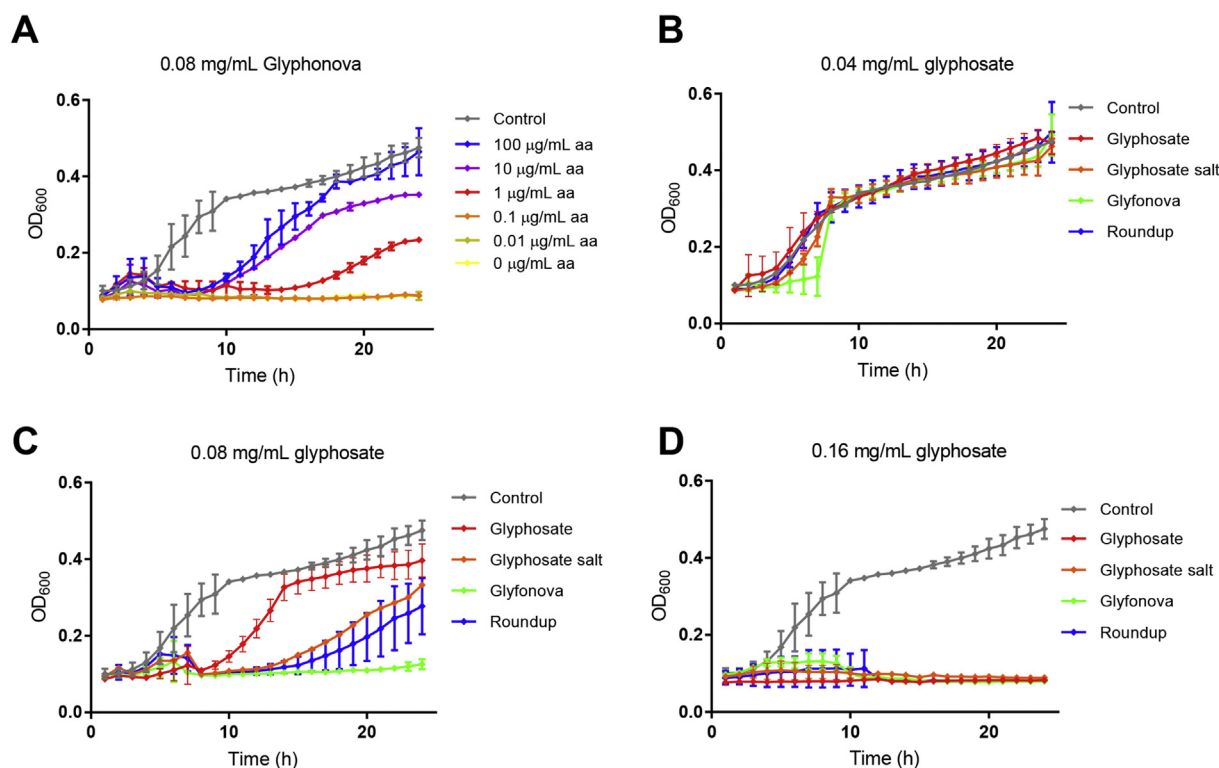 A
0.08 mg/mL Glyphonova
OD600
0.6
0.4
0.2
0.0
0
10
20
Time (h)
Control
100 µg/mL aa
10 µg/mL aa
1 µg/mL aa
0.1 µg/mL aa
0.01 µg/mL aa
0 µg/mL aa
B
0.04 mg/mL glyphosate
OD600
0.6
0.4
0.2
0.0
0
10
20
Time (h)
Control
Glyphosate
Glyphosate salt
Glyfonova
Roundup
C
0.08 mg/mL glyphosate
OD600
0.6
0.4
0.2
0.0
0
10
20
Time (h)
Control
Glyphosate
Glyphosate salt
Glyfonova
Roundup
D
0.16 mg/mL glyphosate
OD600
0.6
0.4
0.2
0.0
0
10
20
Time (h)
Control
Glyphosate
Glyphosate salt
Glyfonova
Roundup